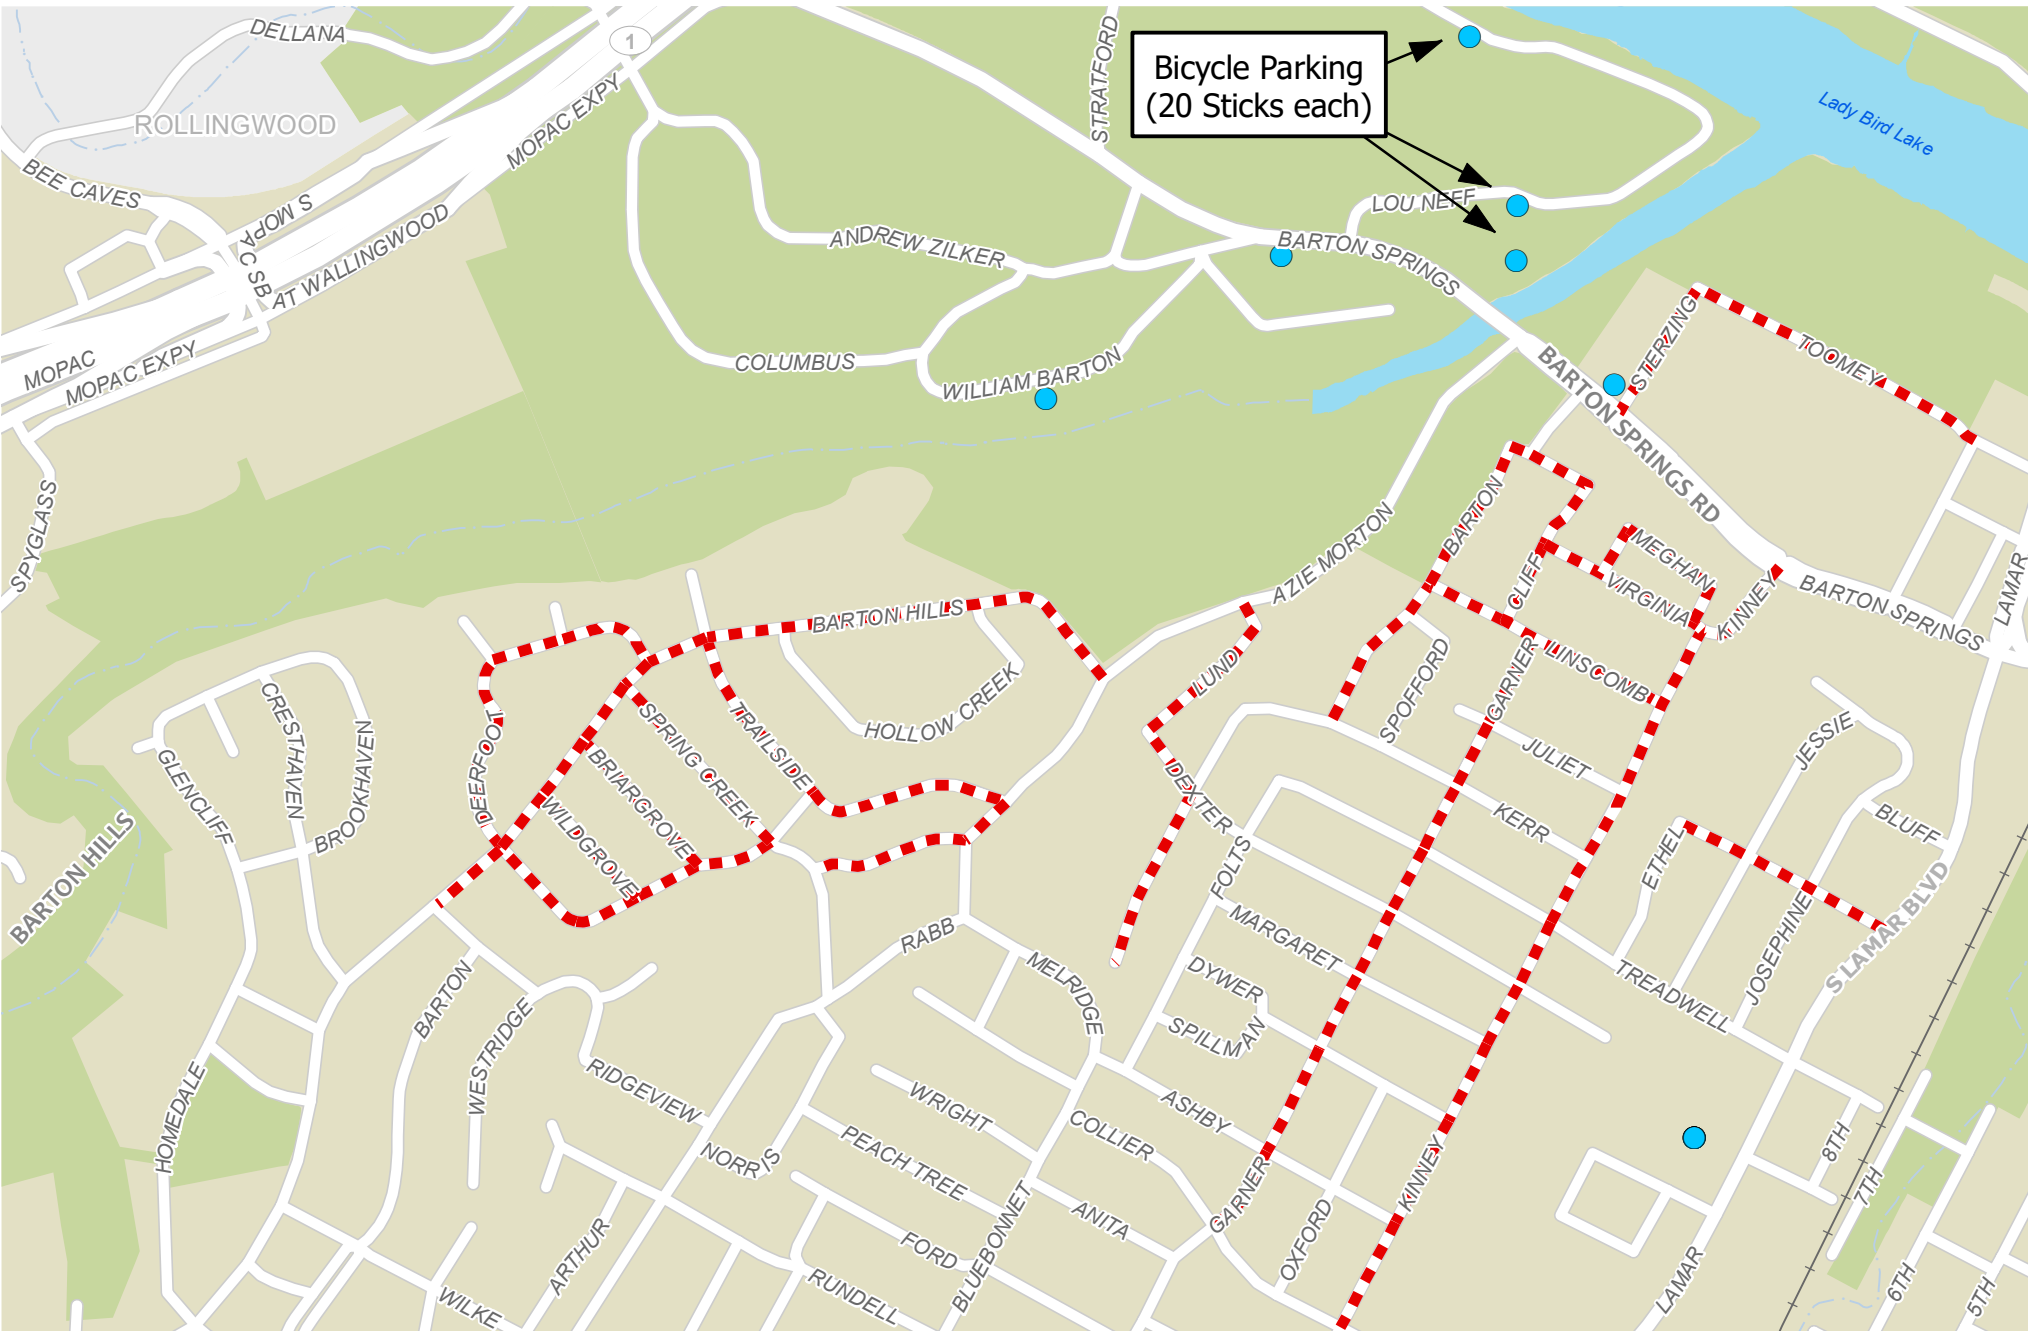 DELLANA
1
STRATFORD
Bicycle Parking
(20 Sticks each)
Lady Bird Lake
ROLLINGWOOD
MOPAC EXPY
BEE CAVES
S MOPAC SB
AT WALLINGWOOD
LOU NEFF
ANDREW ZILKER
BARTON SPRINGS
STERZING
TOOMEY
MOPAC
MOPAC EXPY
COLUMBUS
WILLIAM BARTON
BARTON SPRINGS RD
SPYGLASS
AZIE MORTON
BARTON
CLIFF
MEGHAN
VIRGINIA
KINNEY
BARTON SPRINGS
LAMAR
BARTON HILLS
LUND
SPOFFORD
GARNER
LINSCOMB
HOLLOW CREEK
CRESTHAVEN
BROOKHAVEN
GLENCLIFF
DEERFOOT
SPRING CREEK
TRAILSIDE
BRIARGROVE
WILDGROVE
DEXTER
JULIET
JESSIE
BLUFF
KERR
ETHEL
FOLTS
BARTON HILLS
JOSEPHINE
S LAMAR BLVD
RABB
MARGARET
MELRIDGE
DYWER
SPILLMAN
TREADWELL
BARTON
WESTRIDGE
RIDGEVIEW
HOMEDALE
WRIGHT
COLLIER
ASHBY
PEACH TREE
NORRIS
8TH
7TH
KINNEY
GARNER
OXFORD
ANITA
BLUEBONNET
FORD
ARTHUR
RUNDELL
WILKE
LAMAR
6TH
5TH